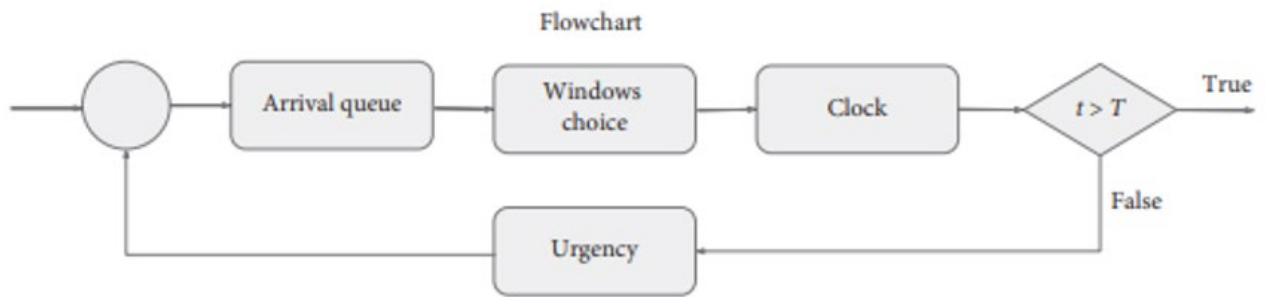 Flowchart
Arrival queue
Windows
choice
Clock
t > T
True
False
Urgency